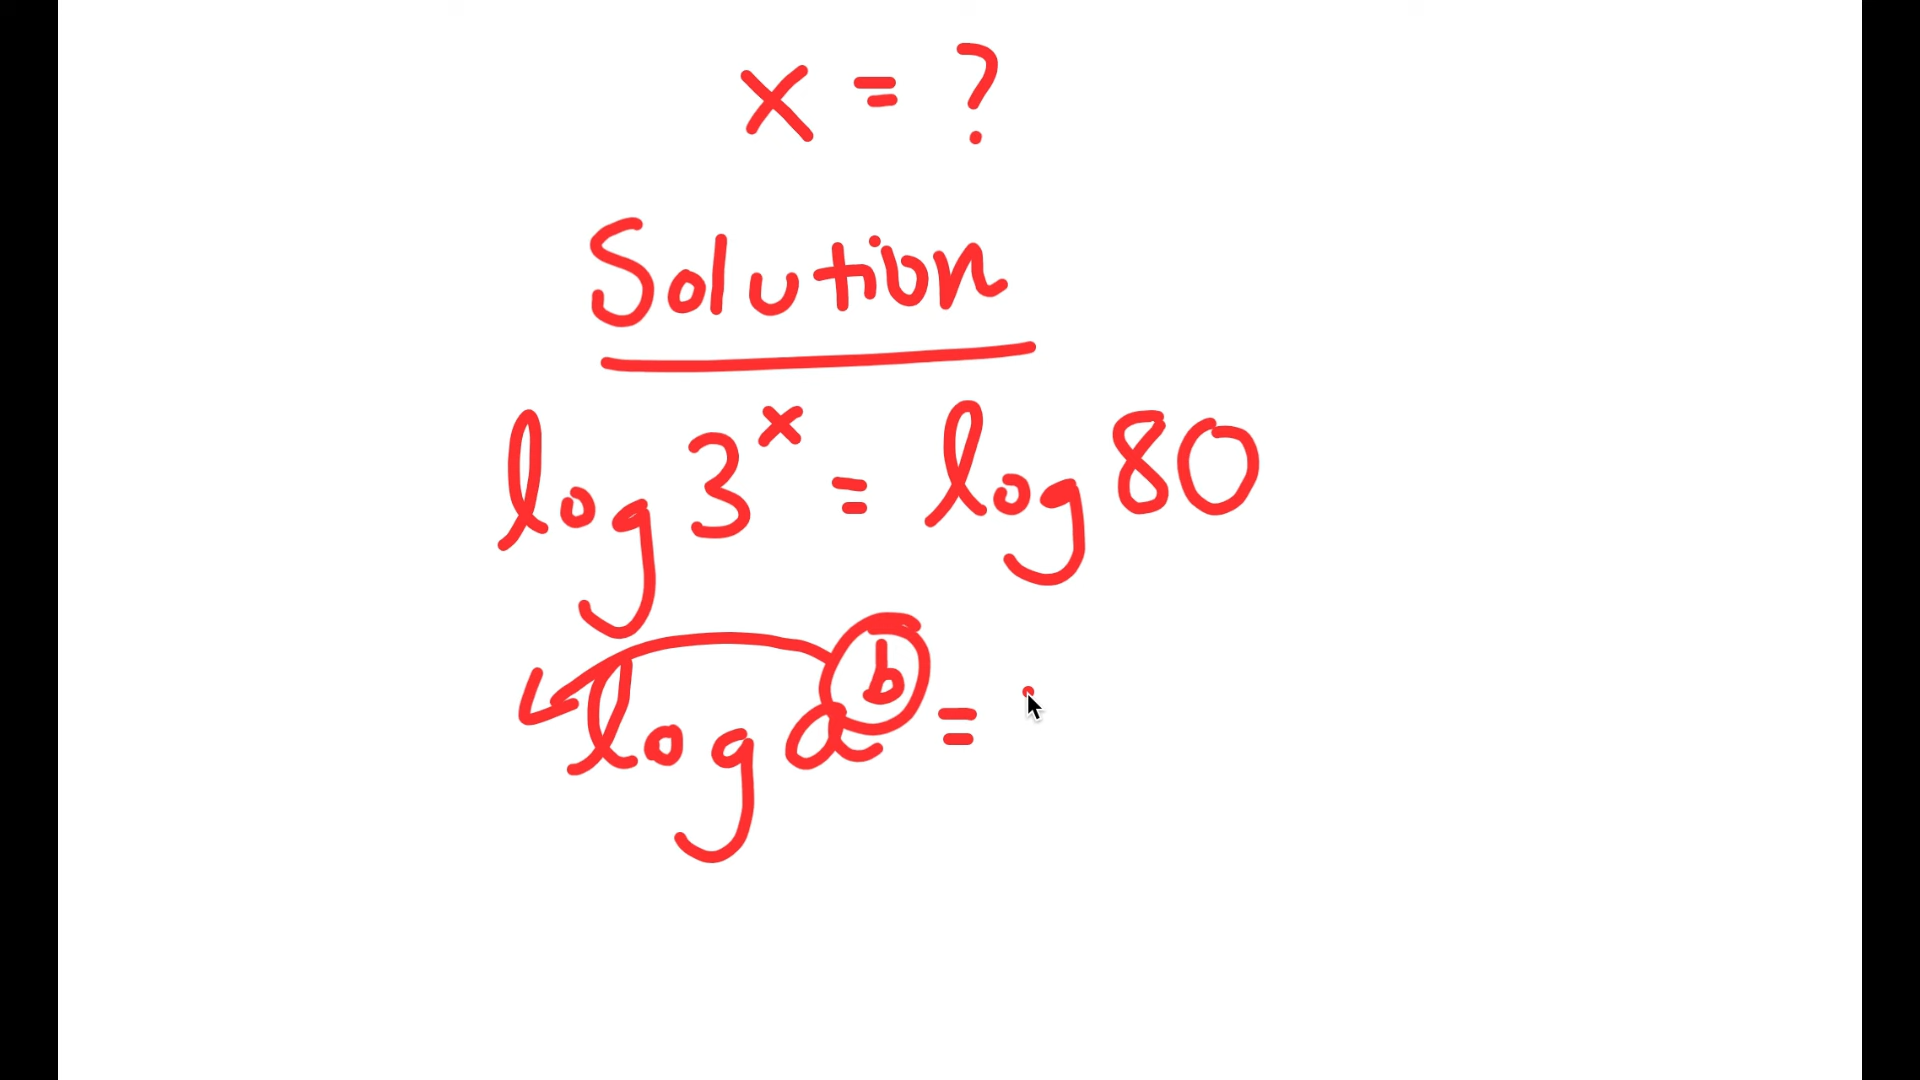 x = ?
Solution
log 3^x = log 80
log a^b =